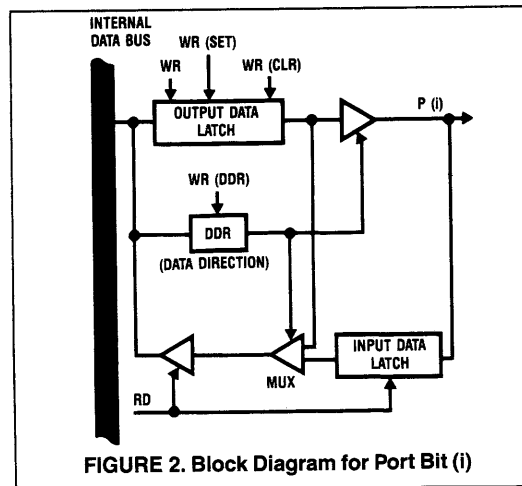 INTERNAL
DATA BUS
WR (SET)
WR
WR (CLR)
P (i)
OUTPUT DATA
LATCH
WR (DDR)
DDR
(DATA DIRECTION)
INPUT DATA
LATCH
MUX
RD
FIGURE 2. Block Diagram for Port Bit (i)